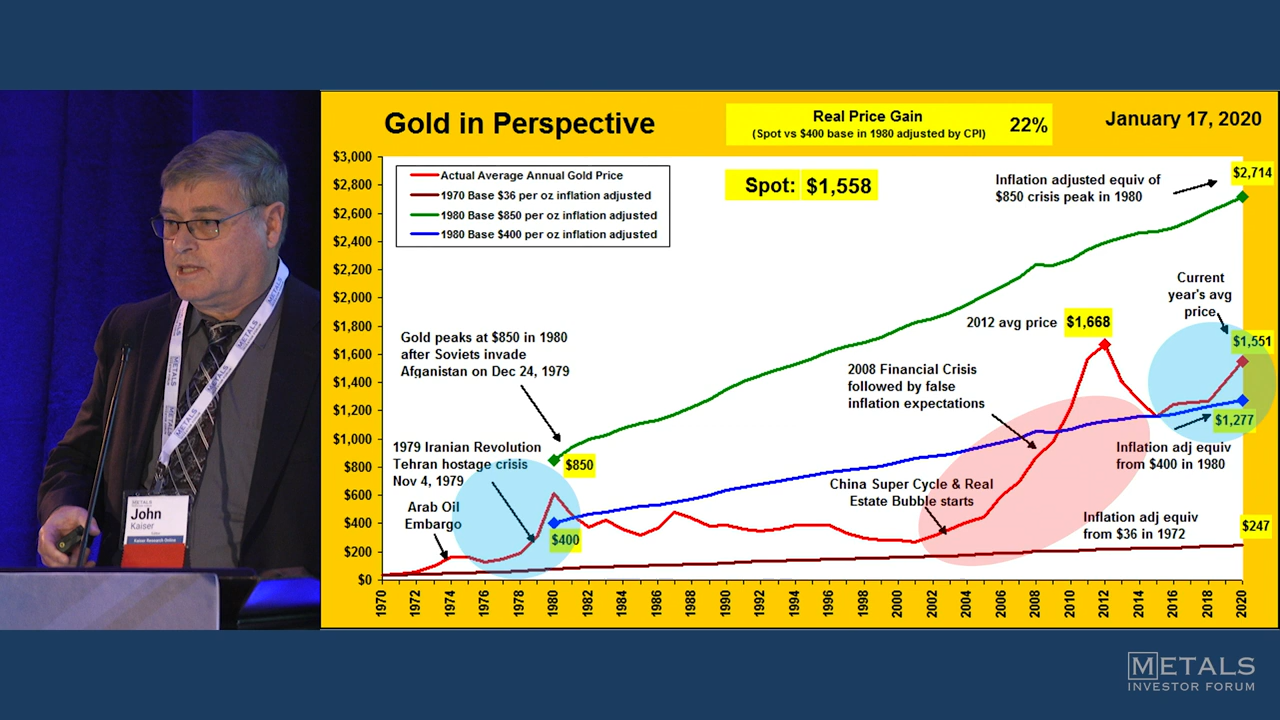 Gold in Perspective
Real Price Gain
(Spot vs $400 base in 1980 adjusted by CPI)
22%
January 17, 2020
$3,000
$2,800
$2,600
$2,400
$2,200
$2,000
$1,800
$1,600
$1,400
$1,200
$1,000
$800
$600
$400
$200
$0
Actual Average Annual Gold Price
1970 Base $36 per oz inflation adjusted
1980 Base $850 per oz inflation adjusted
1980 Base $400 per oz inflation adjusted
Spot: $1,558
Inflation adjusted equiv of
$850 crisis peak in 1980
$2,714
Current
year's avg
price
$1,551
2012 avg price $1,668
Gold peaks at $850 in 1980
after Soviets invade
Afganistan on Dec 24, 1979
2008 Financial Crisis
followed by false
inflation expectations
$1,277
1979 Iranian Revolution
Tehran hostage crisis
Nov 4, 1979
$850
Inflation adj equiv
from $400 in 1980
China Super Cycle & Real
Estate Bubble starts
Arab Oil
Embargo
$400
Inflation adj equiv
from $36 in 1972
$247
1970 1972 1974 1976 1978 1980 1982 1984 1986 1988 1990 1992 1994 1996 1998 2000 2002 2004 2006 2008 2010 2012 2014 2016 2018 2020
METALS
John
Kaiser
Kaiser Research Online
METALS
INVESTOR FORUM